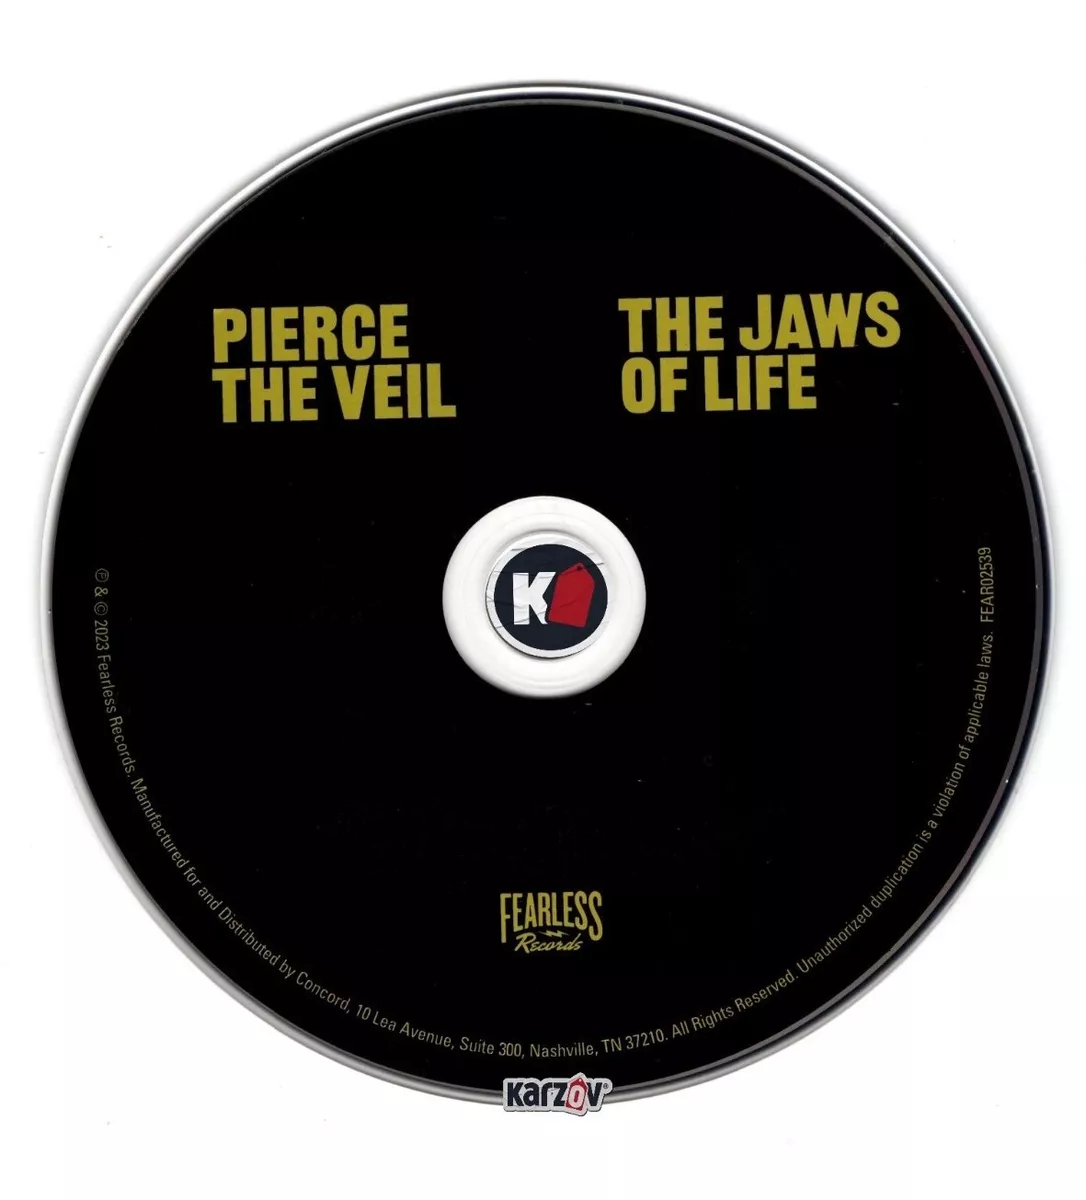 PIERCE
THE VEIL
THE JAWS
OF LIFE
K
FEARLESS
Records
℗ & © 2023 Fearless Records. Manufactured for and Distributed by Concord, 10 Lea Avenue, Suite 300, Nashville, TN 37210. All Rights Reserved. Unauthorized duplication is a violation of applicable laws. FEAR02539
KarZOV®